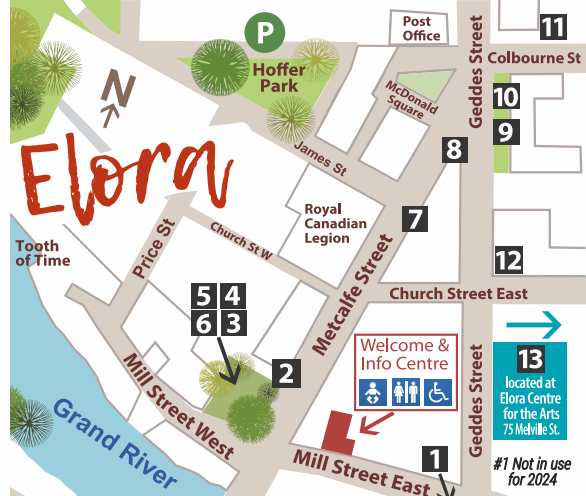 P
Hoffer
Park
Post
Office
Geddes Street
11
Colbourne St
McDonald
Square
10
9
8
N
Elora
James St
Royal
Canadian
Legion
7
Tooth
of Time
Price St
Church St W
Metcalfe Street
12
Church Street East
5 4
6 3
2
Welcome &
Info Centre
Geddes Street
13
located at
Elora Centre
for the Arts
75 Melville St.
Mill Street West
Grand River
Mill Street East
1
#1 Not in use
for 2024